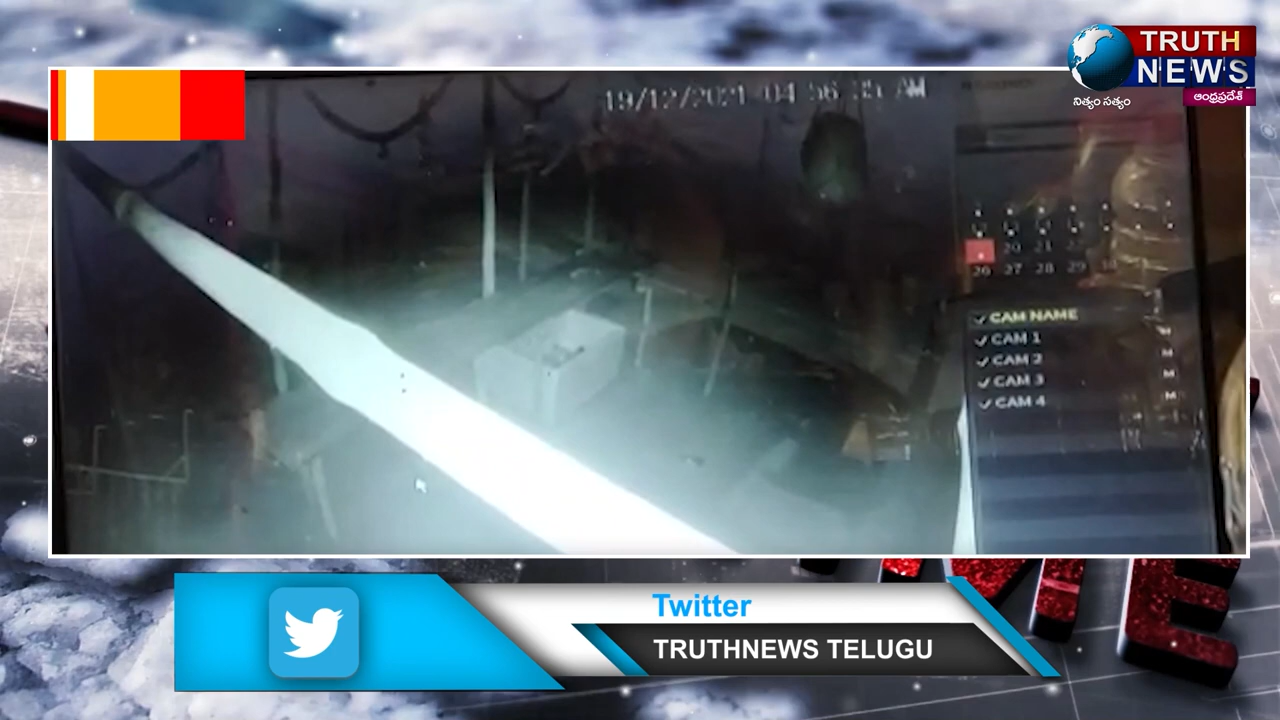 TRUTH
NEWS
నిత్యం సత్యం
ఆంధ్రప్రదేశ్
19/12/2021 04 56 35 AM
20 21
26 27 28 29
CAM NAME
CAM 1
CAM 2 M
CAM 3 M
CAM 4 M
Twitter
TRUTHNEWS TELUGU